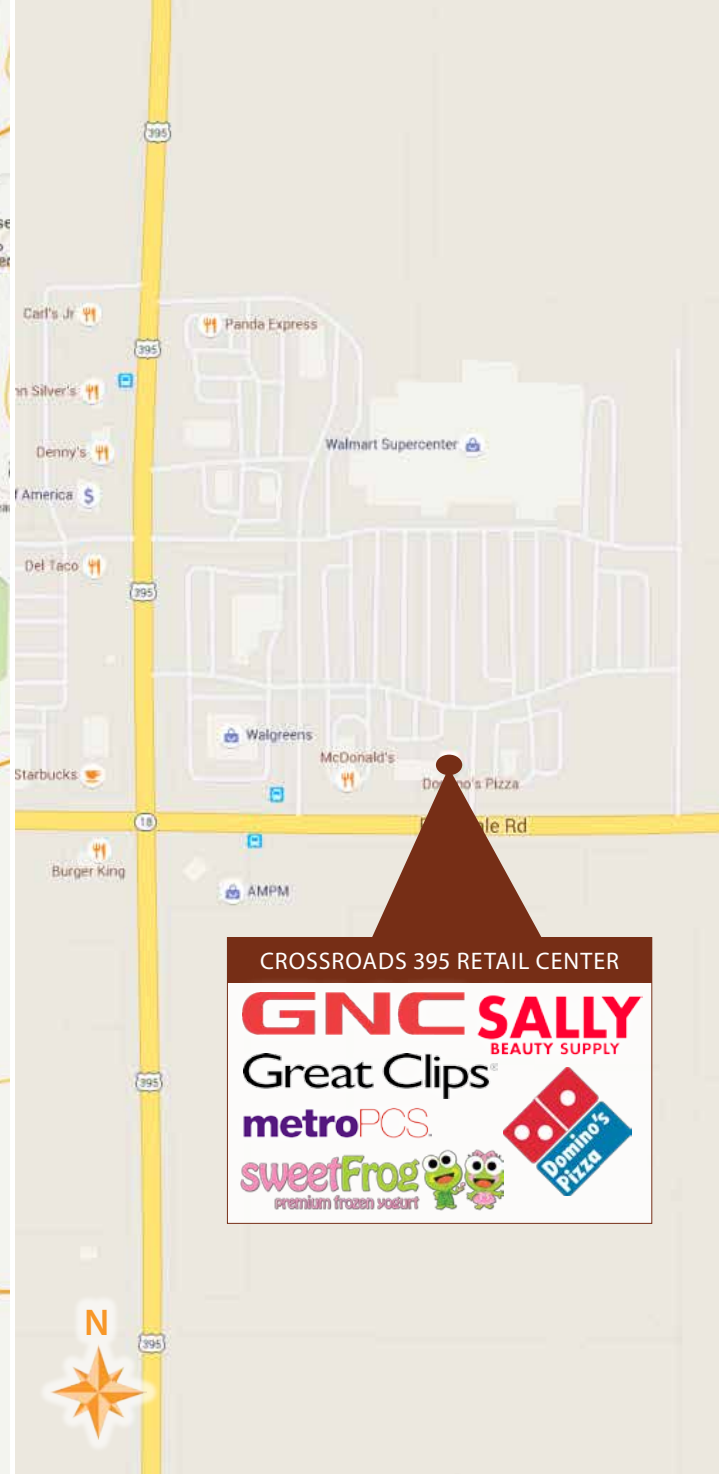 395
Carl's Jr
Panda Express
395
nn Silver's
Walmart Supercenter
Denny's
f America
$
Del Taco
395
Walgreens
McDonald's
Starbucks
Domino's Pizza
18
le Rd
Burger King
AMPM
CROSSROADS 395 RETAIL CENTER
GNC
SALLY
BEAUTY SUPPLY
Great Clips®
metroPCS.
Domino's
Pizza
sweetFrog
premium frozen yogurt
395
N
395